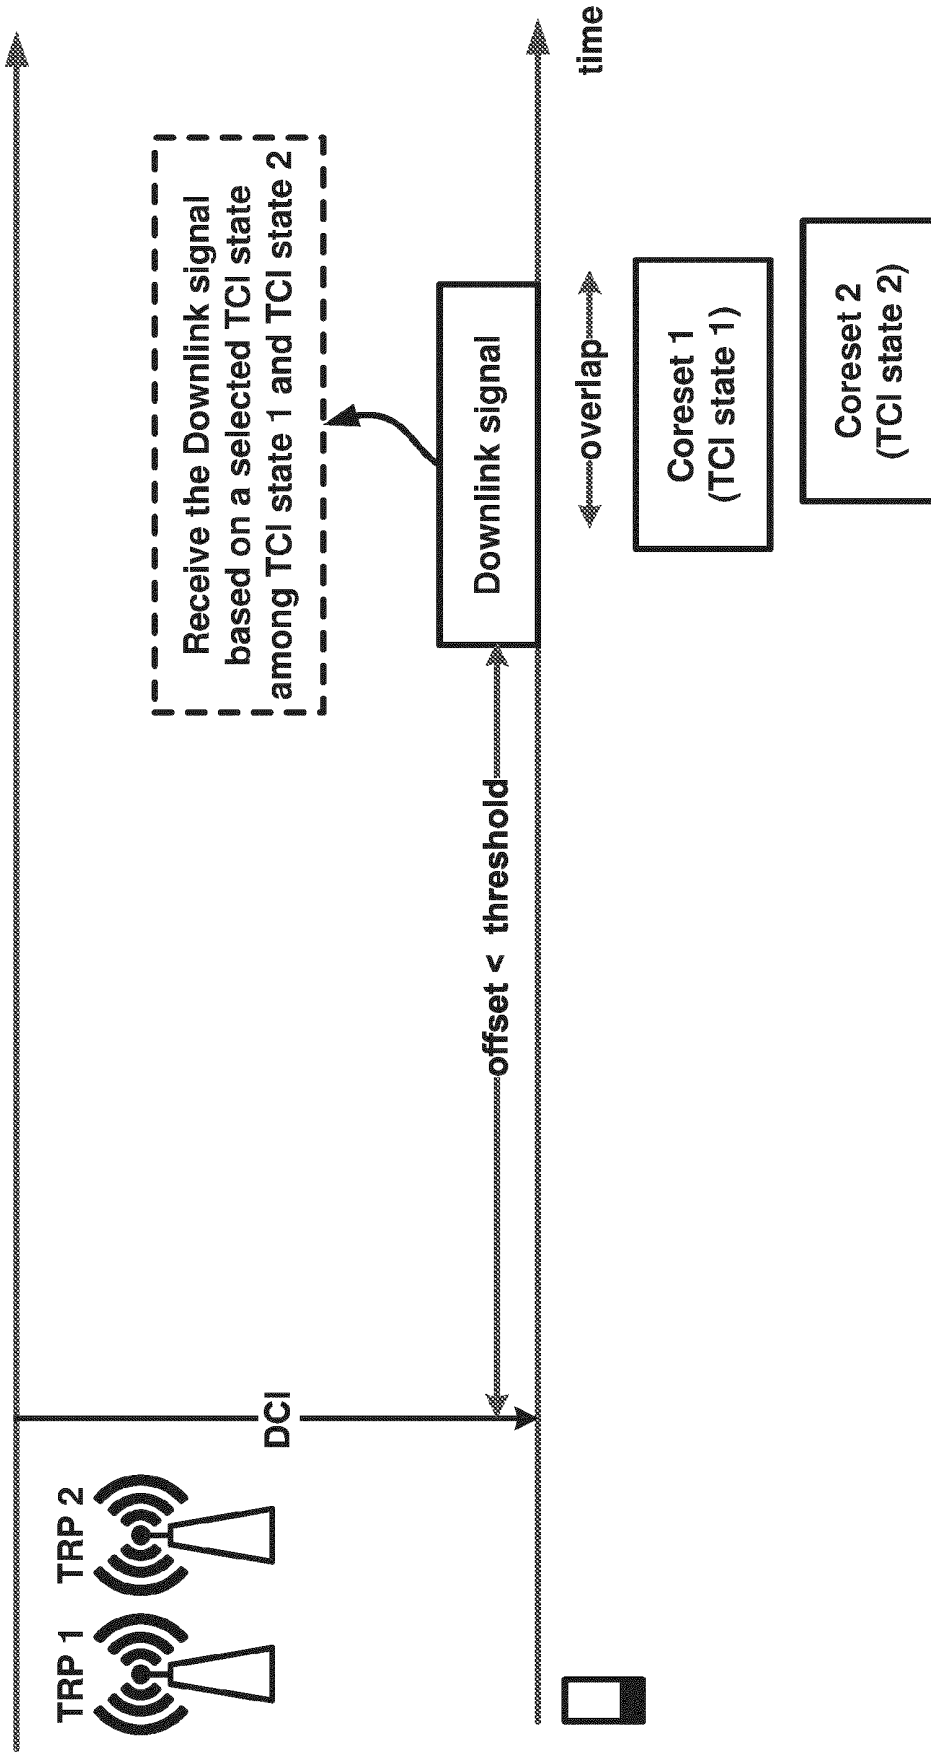 TRP 1
TRP 2
DCI
offset < threshold
Receive the Downlink signal
based on a selected TCI state
among TCI state 1 and TCI state 2
Downlink signal
time
overlap
Coreset 1
(TCI state 1)
Coreset 2
(TCI state 2)